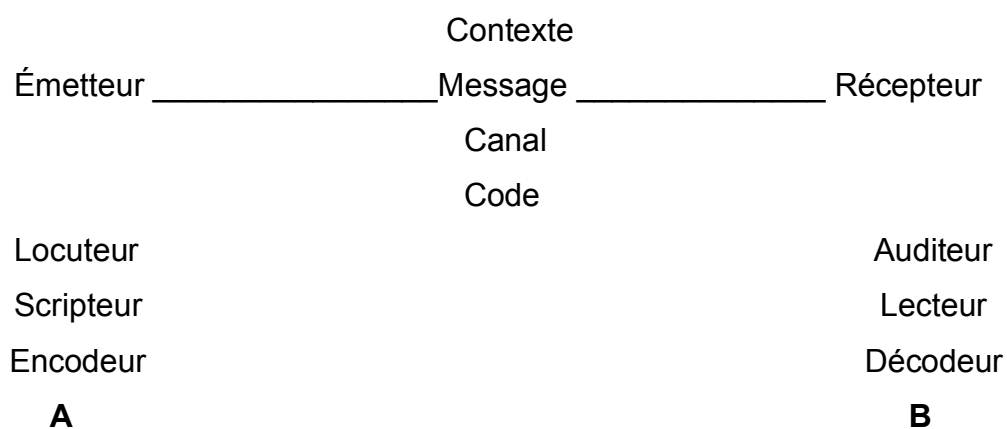 Contexte
Émetteur ________________Message ______________ Récepteur
Canal
Code
Locuteur Auditeur
Scripteur Lecteur
Encodeur Décodeur
A B